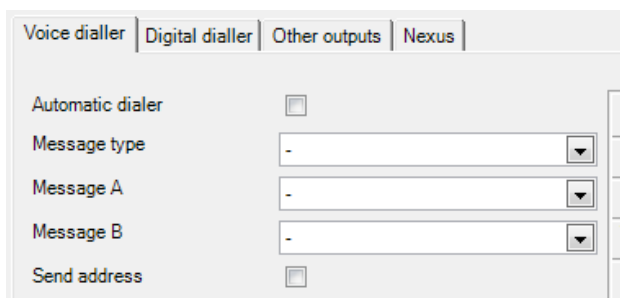 Voice dialler Digital dialler Other outputs Nexus
Automatic dialer
Message type -
Message A -
Message B -
Send address